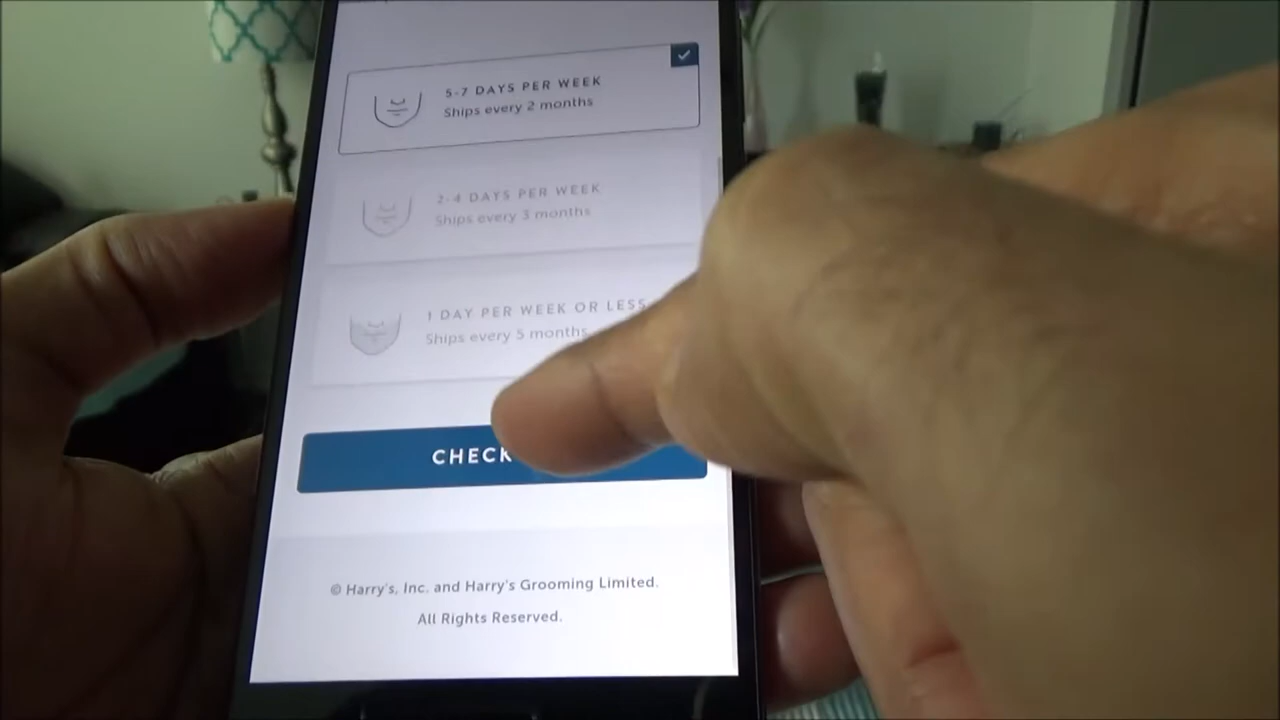 5-7 DAYS PER WEEK
Ships every 2 months
2-4 DAYS PER WEEK
Ships every 3 months
1 DAY PER WEEK OR LESS
Ships every 5 months
CHECK
© Harry's, Inc. and Harry's Grooming Limited.
All Rights Reserved.